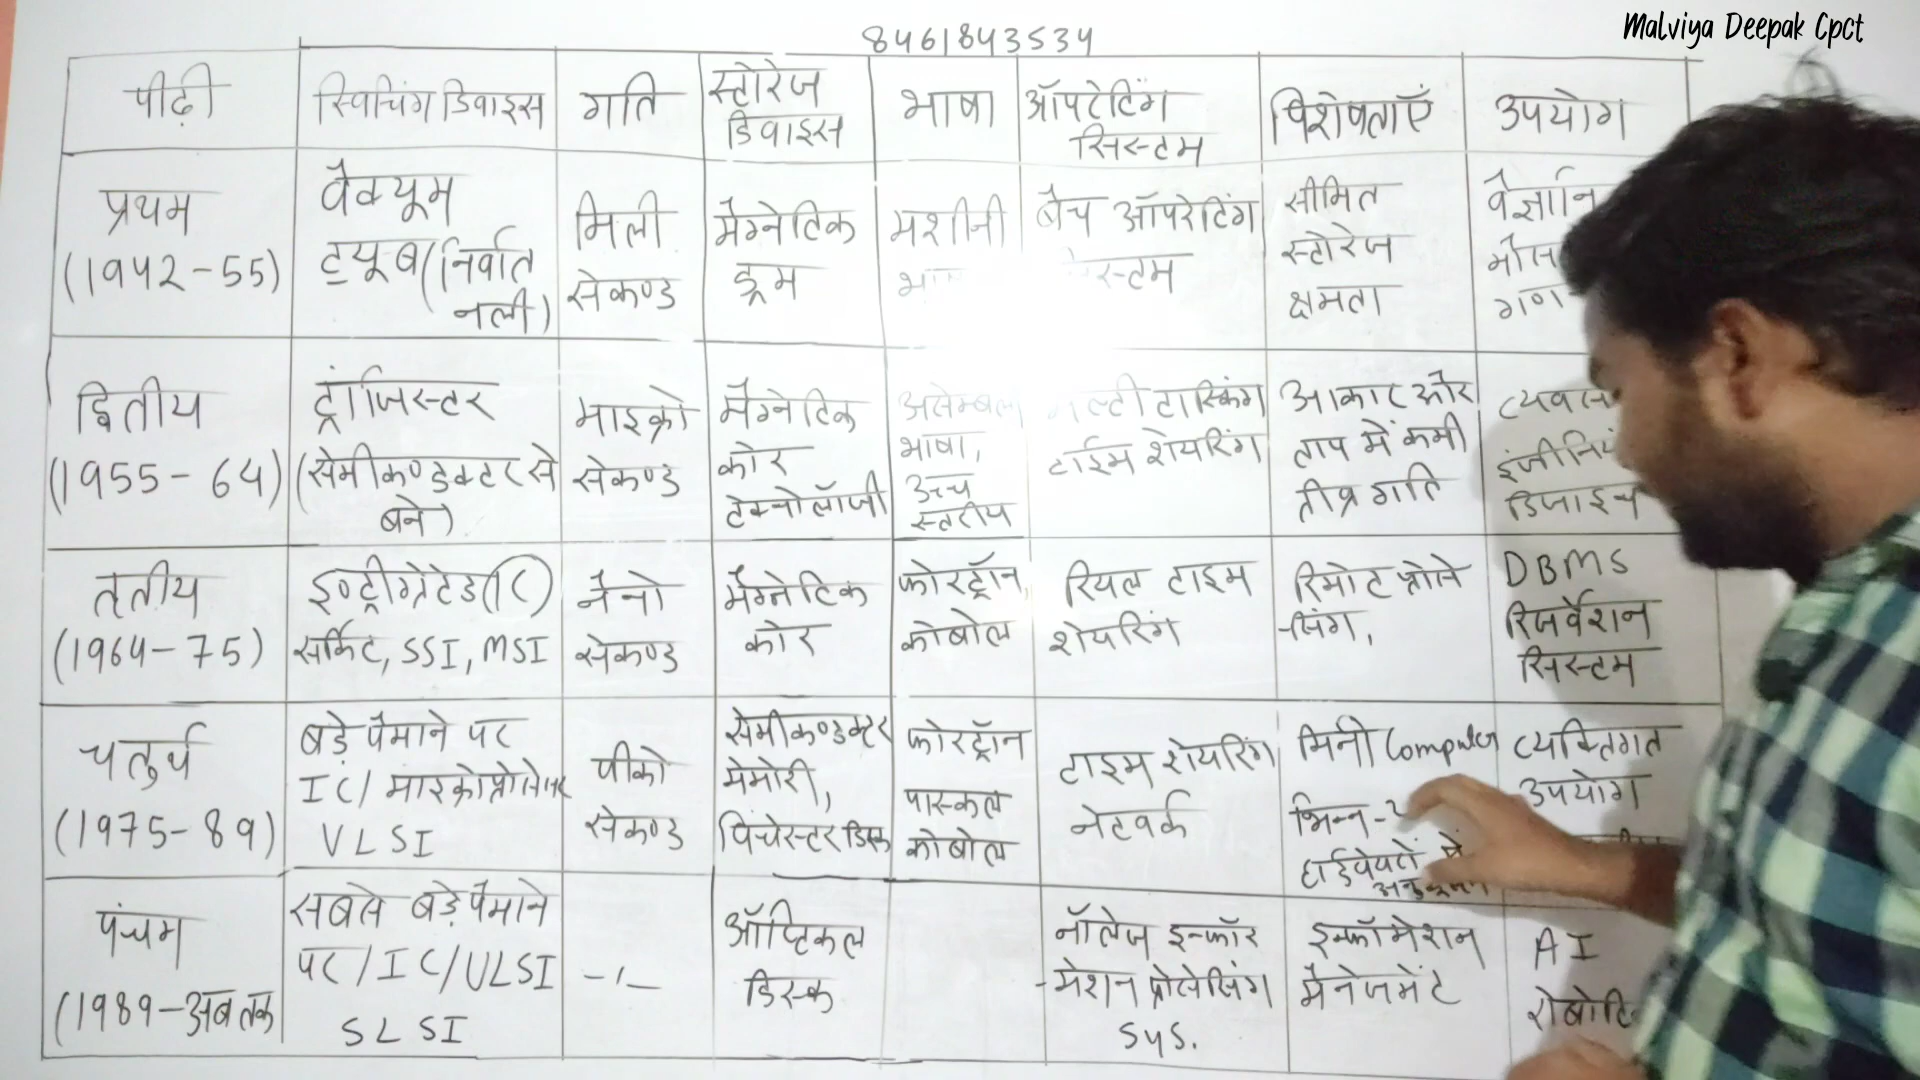 Malviya Deepak Cpct
8461843534
पीढ़ी
स्विचिंग डिवाइस
गति
स्टोरेज
डिवाइस
भाषा
ऑपरेटिंग
सिस्टम
विशेषताएँ
उपयोग
प्रथम
(1942-55)
वैक्यूम
ट्यूब (निर्वात
नली)
मिली
सेकण्ड
मैग्नेटिक
ड्रम
मशीनी
बैच ऑपरेटिंग
सीमित
स्टोरेज
क्षमता
द्वितीय
(1955-64)
ट्रांजिस्टर
(सेमीकण्डक्टर से
बने)
माइक्रो
सेकण्ड
मैग्नेटिक
कोर
टेक्नोलॉजी
भाषा,
उच्च
स्तरीय
टास्किंग
टाईम शेयरिंग
आकार और
ताप में कमी
तीव्र गति
तृतीय
(1964-75)
इण्ट्रीग्रेटेड (IC)
सर्किट, SSI, MSI
नैनो
सेकण्ड
मैग्नेटिक
कोर
फोरट्रॉन,
कोबोल
रियल टाइम
शेयरिंग
रिमोट प्रोसे
-सिंग,
DBMS
रिजर्वेशन
सिस्टम
चतुर्थ
(1975-89)
बड़े पैमाने पर
IC/ माइक्रोप्रोसेसर
VLSI
पीको
सेकण्ड
सेमीकण्डक्टर
मेमोरी,
विंचेस्टर डिस्क
फोरट्रॉन
पास्कल
कोबोल
टाइम शेयरिंग
नेटवर्क
मिनी Computer
भिन्न-
हार्डवेयरों में
व्यक्तिगत
उपयोग
पंचम
(1989-अब तक
सबसे बड़े पैमाने
पर/IC/ULSI
SLSI
-1-
ऑप्टिकल
डिस्क
नॉलेज इन्फॉर
-मेशन प्रोसेसिंग
Sys.
इन्फॉर्मेशन
मैनेजमेंट
AI